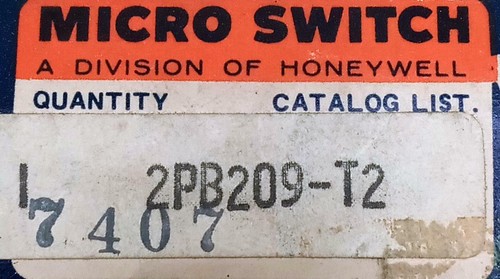 MICRO SWITCH
A DIVISION OF HONEYWELL
QUANTITY CATALOG LIST.
1 2PB209-T2
7407